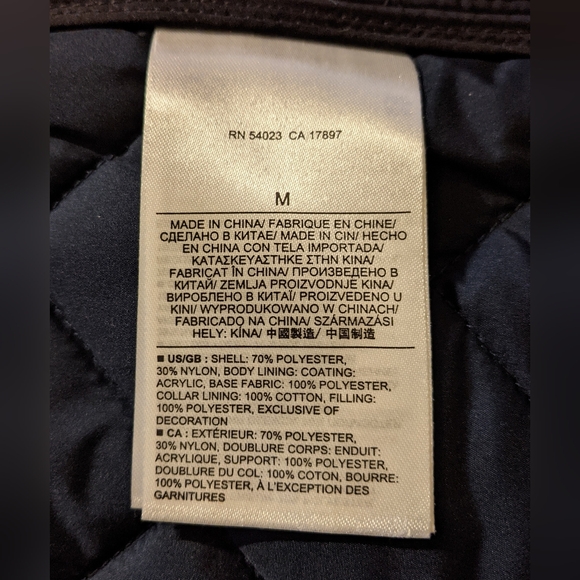 RN 54023 CA 17897
M
MADE IN CHINA/ FABRIQUE EN CHINE/
СДЕЛАНО В КИТАЕ/ MADE IN CIN/ HECHO
EN CHINA CON TELA IMPORTADA/
ΚΑΤΑΣΚΕΥΑΣΤΗΚΕ ΣΤΗΝ ΚΙΝΑ/
FABRICAT ÎN CHINA/ ПРОИЗВЕДЕНО В
КИТАЙ/ ZEMLJA PROIZVODNJE KINA/
ВИРОБЛЕНО В КИТАЇ/ PROIZVEDENO U
KINI/ WYPRODUKOWANO W CHINACH/
FABRICADO NA CHINA/ SZÁRMAZÁSI
HELY: KÍNA/ 中國製造/ 中国制造
■ US/GB : SHELL: 70% POLYESTER,
30% NYLON, BODY LINING: COATING:
ACRYLIC, BASE FABRIC: 100% POLYESTER,
COLLAR LINING: 100% COTTON, FILLING:
100% POLYESTER, EXCLUSIVE OF
DECORATION
■ CA : EXTÉRIEUR: 70% POLYESTER,
30% NYLON, DOUBLURE CORPS: ENDUIT:
ACRYLIQUE, SUPPORT: 100% POLYESTER,
DOUBLURE DU COL: 100% COTON, BOURRE:
100% POLYESTER, À L'EXCEPTION DES
GARNITURES